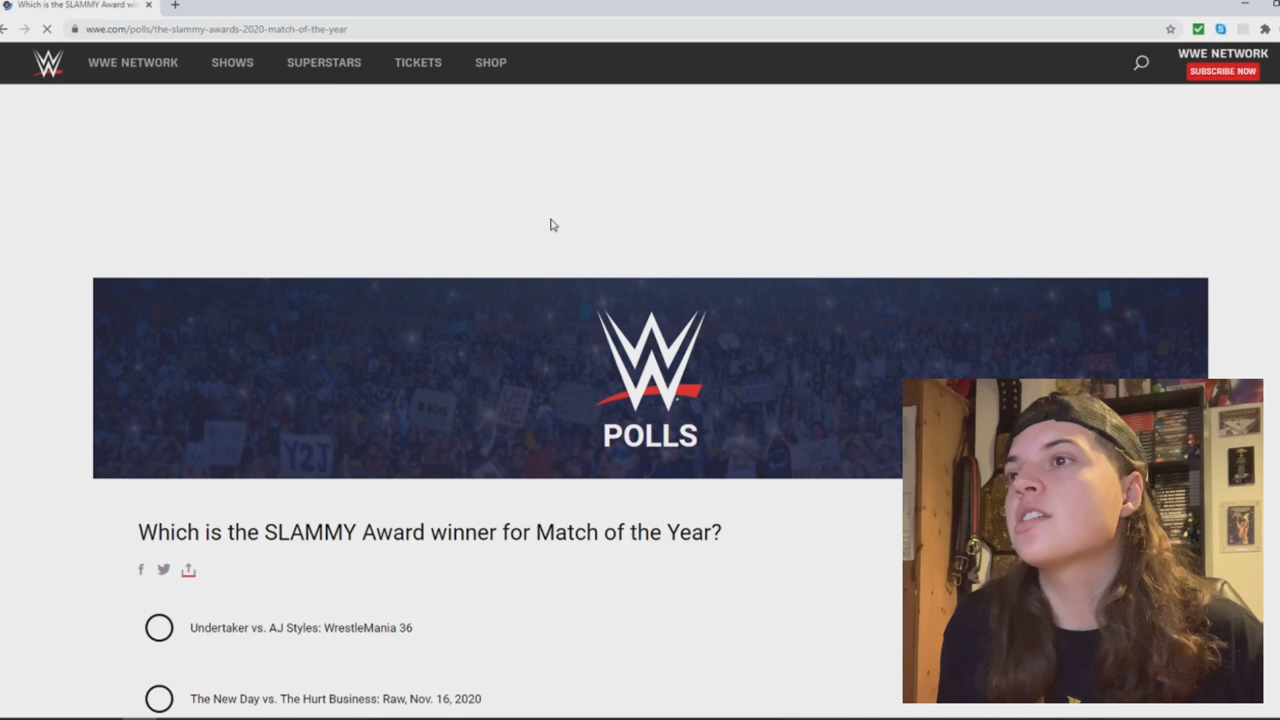 Which is the SLAMMY Award wi
wwe.com/polls/the-slammy-awards-2020-match-of-the-year
WWE NETWORK
SHOWS
SUPERSTARS
TICKETS
SHOP
WWE NETWORK
SUBSCRIBE NOW
Y2J
POLLS
Which is the SLAMMY Award winner for Match of the Year?
Undertaker vs. AJ Styles: WrestleMania 36
The New Day vs. The Hurt Business: Raw, Nov. 16, 2020